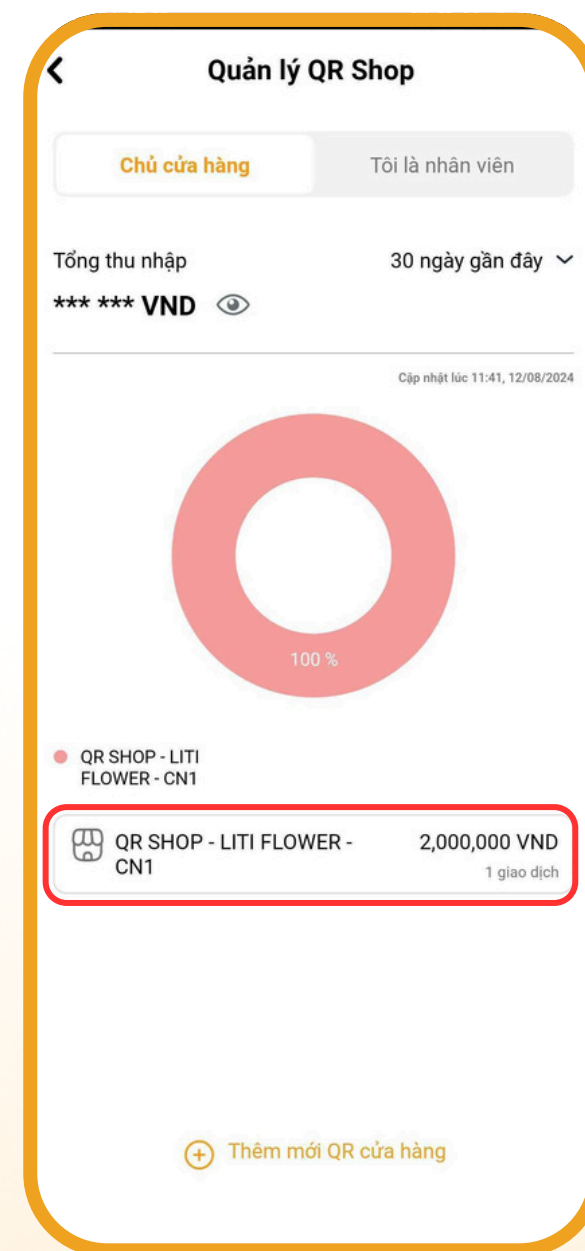 Quản lý QR Shop
Chủ cửa hàng
Tôi là nhân viên
Tổng thu nhập
30 ngày gần đây
*** *** VND
Cập nhật lúc 11:41, 12/08/2024
100 %
QR SHOP - LITI
FLOWER - CN1
QR SHOP - LITI FLOWER -
CN1
2,000,000 VND
1 giao dịch
Thêm mới QR cửa hàng